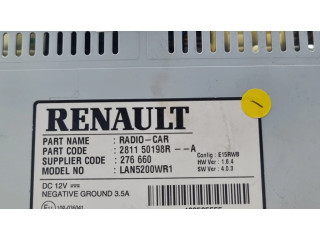 RENAULT
PART NAME : RADIO-CAR
PART CODE : 2811 50198R --A
SUPPLIER CODE : 276 660
MODEL NO : LAN5200WR1
Config : E15RWB
HW Ver : 1.6.4
SW Ver : 4.0.3
DC 12V
NEGATIVE GROUND 3.5A